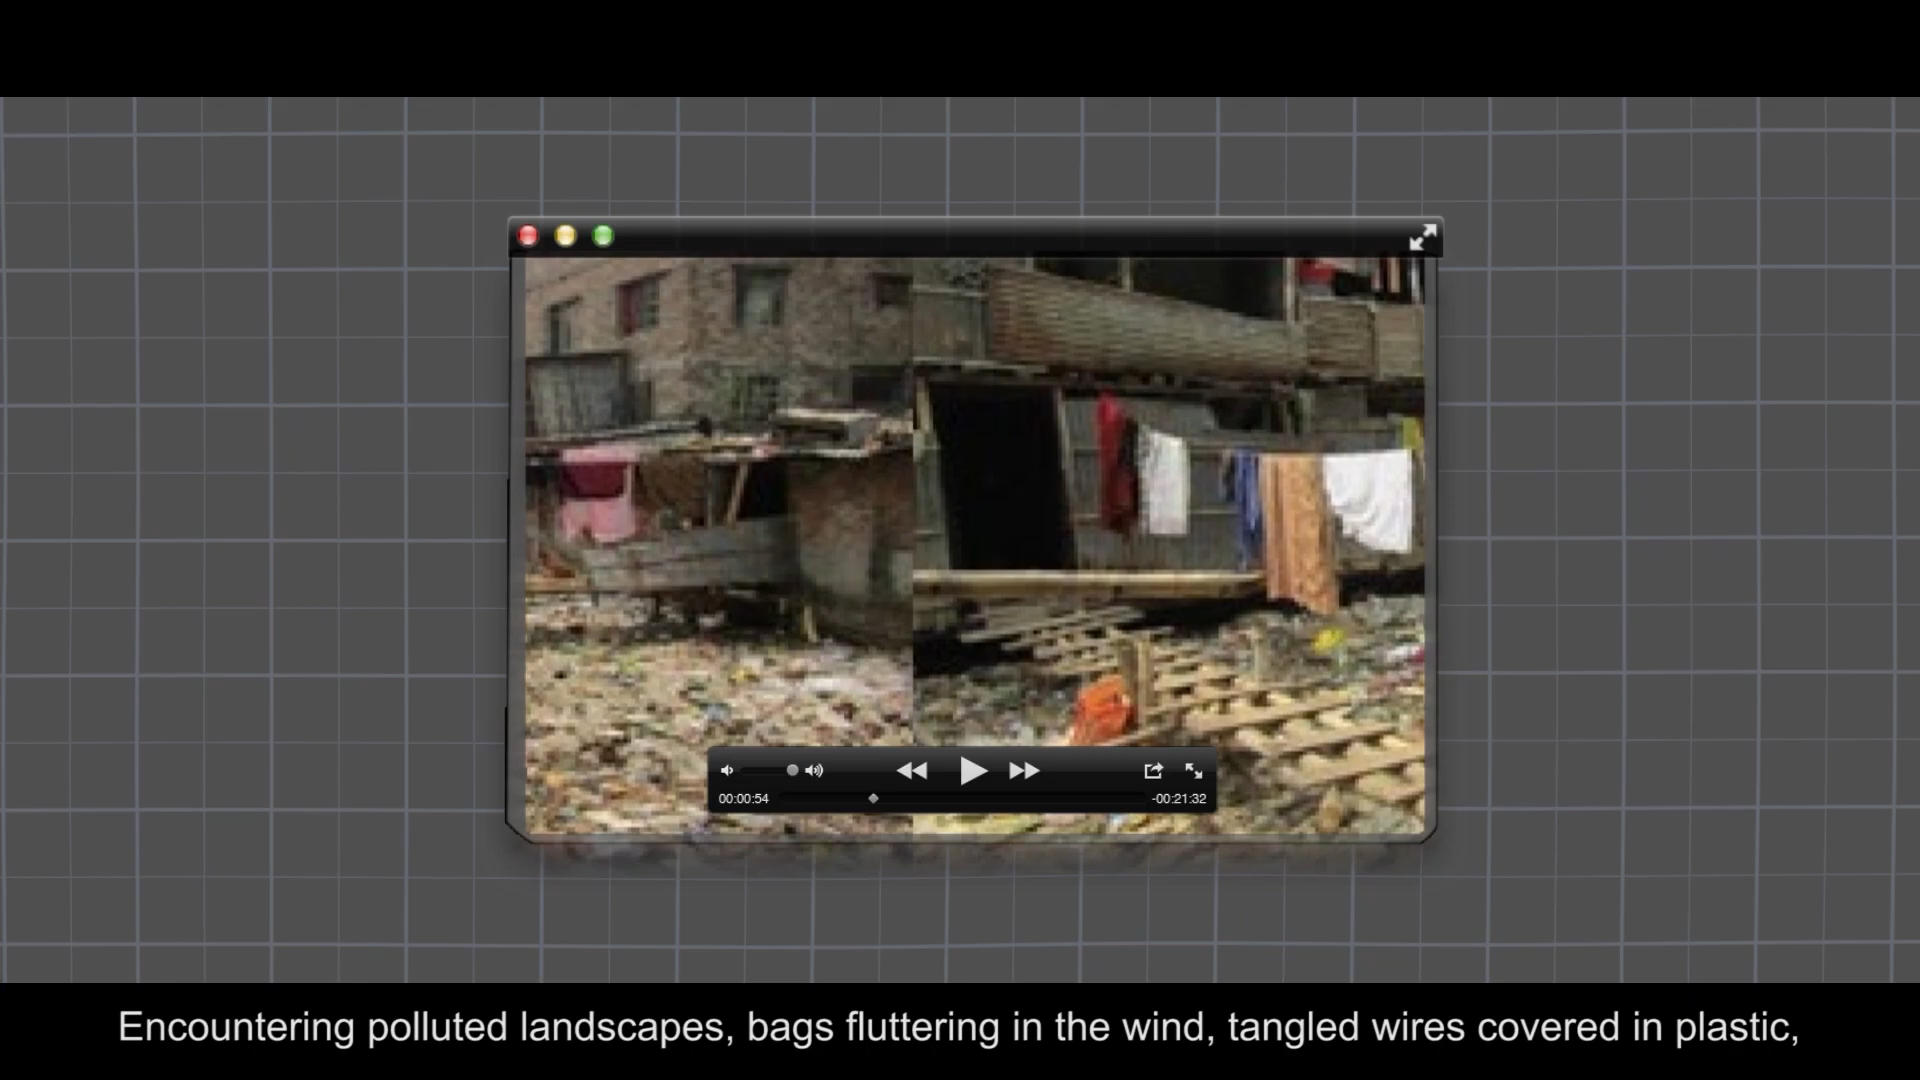 00:00:54
-00:21:32
Encountering polluted landscapes, bags fluttering in the wind, tangled wires covered in plastic,